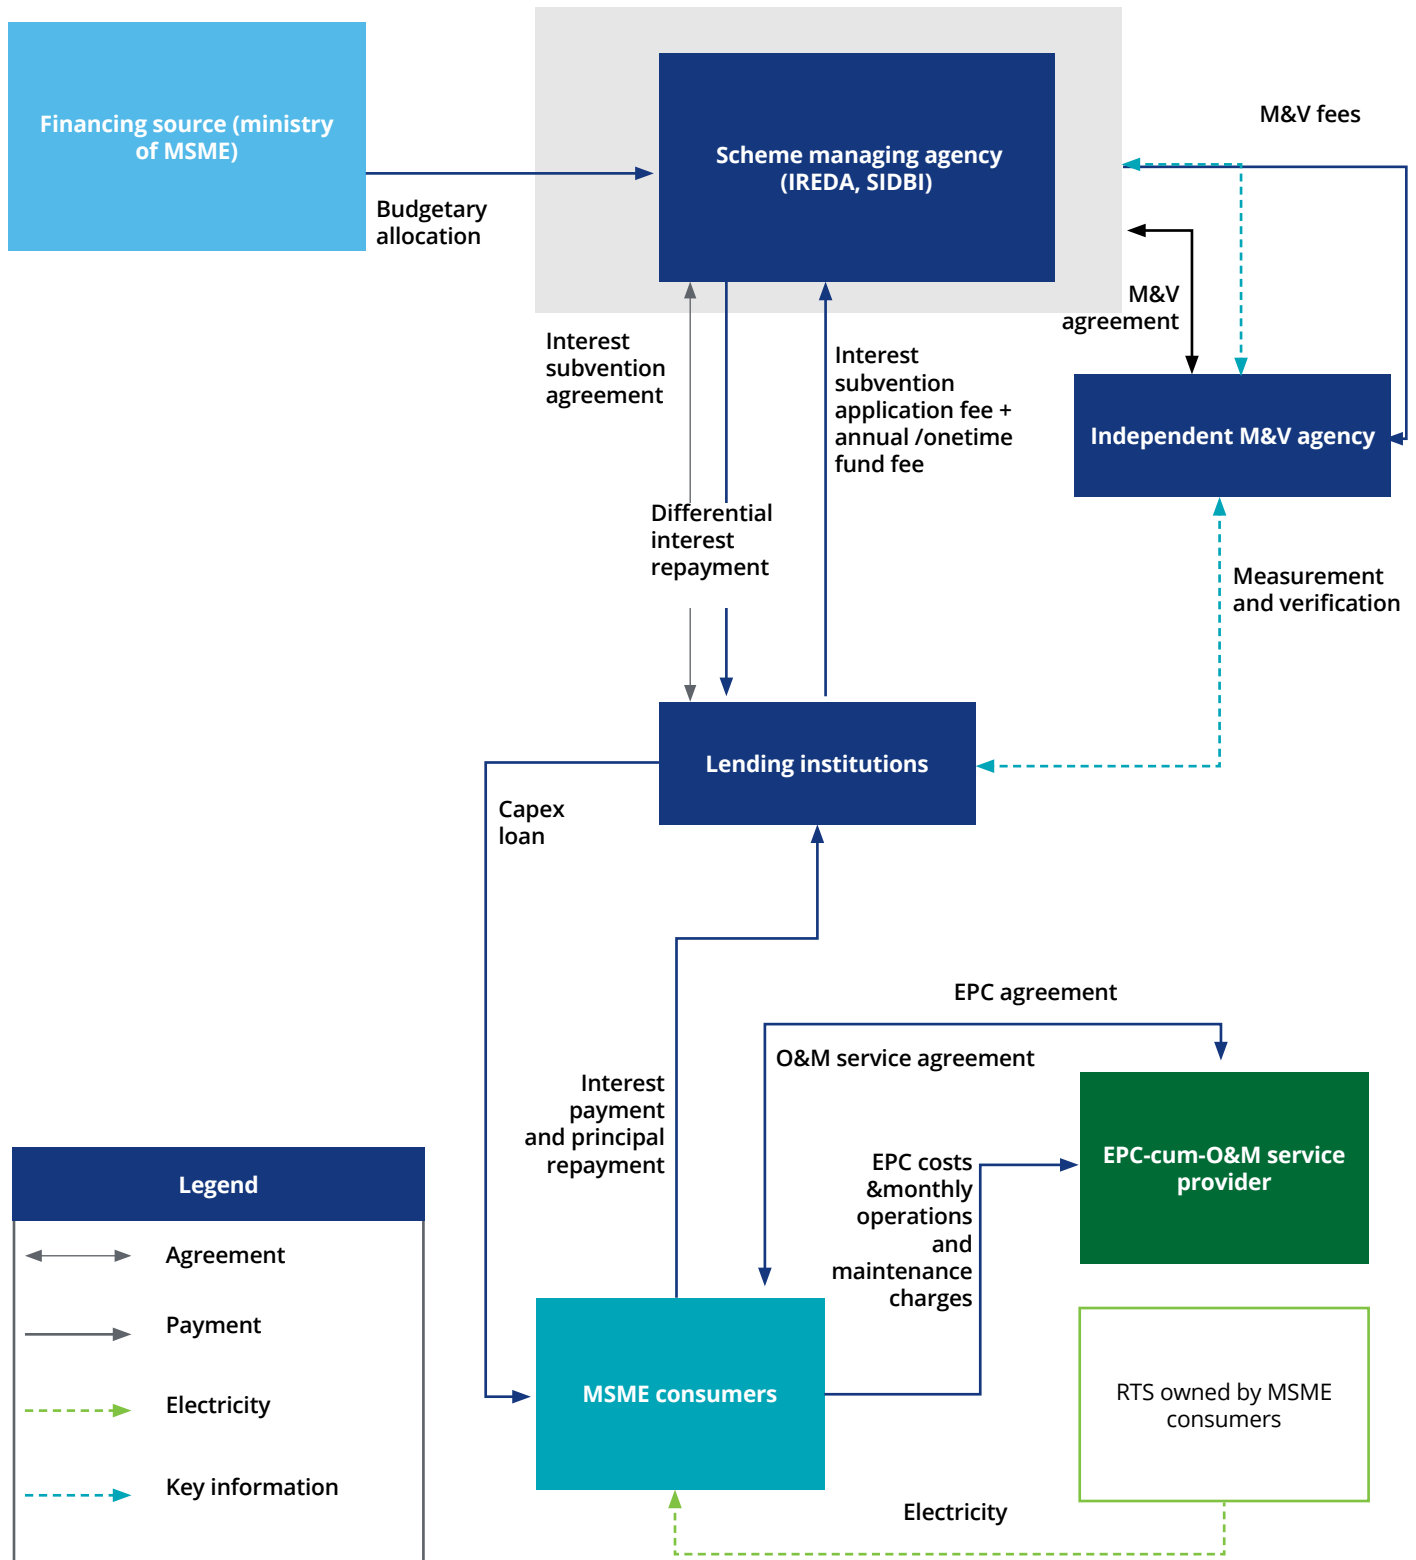 Financing source (ministry
of MSME)
Scheme managing agency
(IREDA, SIDBI)
M&V fees
Budgetary
allocation
M&V
agreement
Interest
subvention
agreement
Interest
subvention
application fee +
annual /onetime
fund fee
Independent M&V agency
Differential
interest
repayment
Measurement
and verification
Lending institutions
Capex
loan
EPC agreement
O&M service agreement
Interest
payment
and principal
repayment
EPC costs
&monthly
operations
and
maintenance
charges
EPC-cum-O&M service
provider
Legend
Agreement
Payment
Electricity
Key information
MSME consumers
RTS owned by MSME
consumers
Electricity